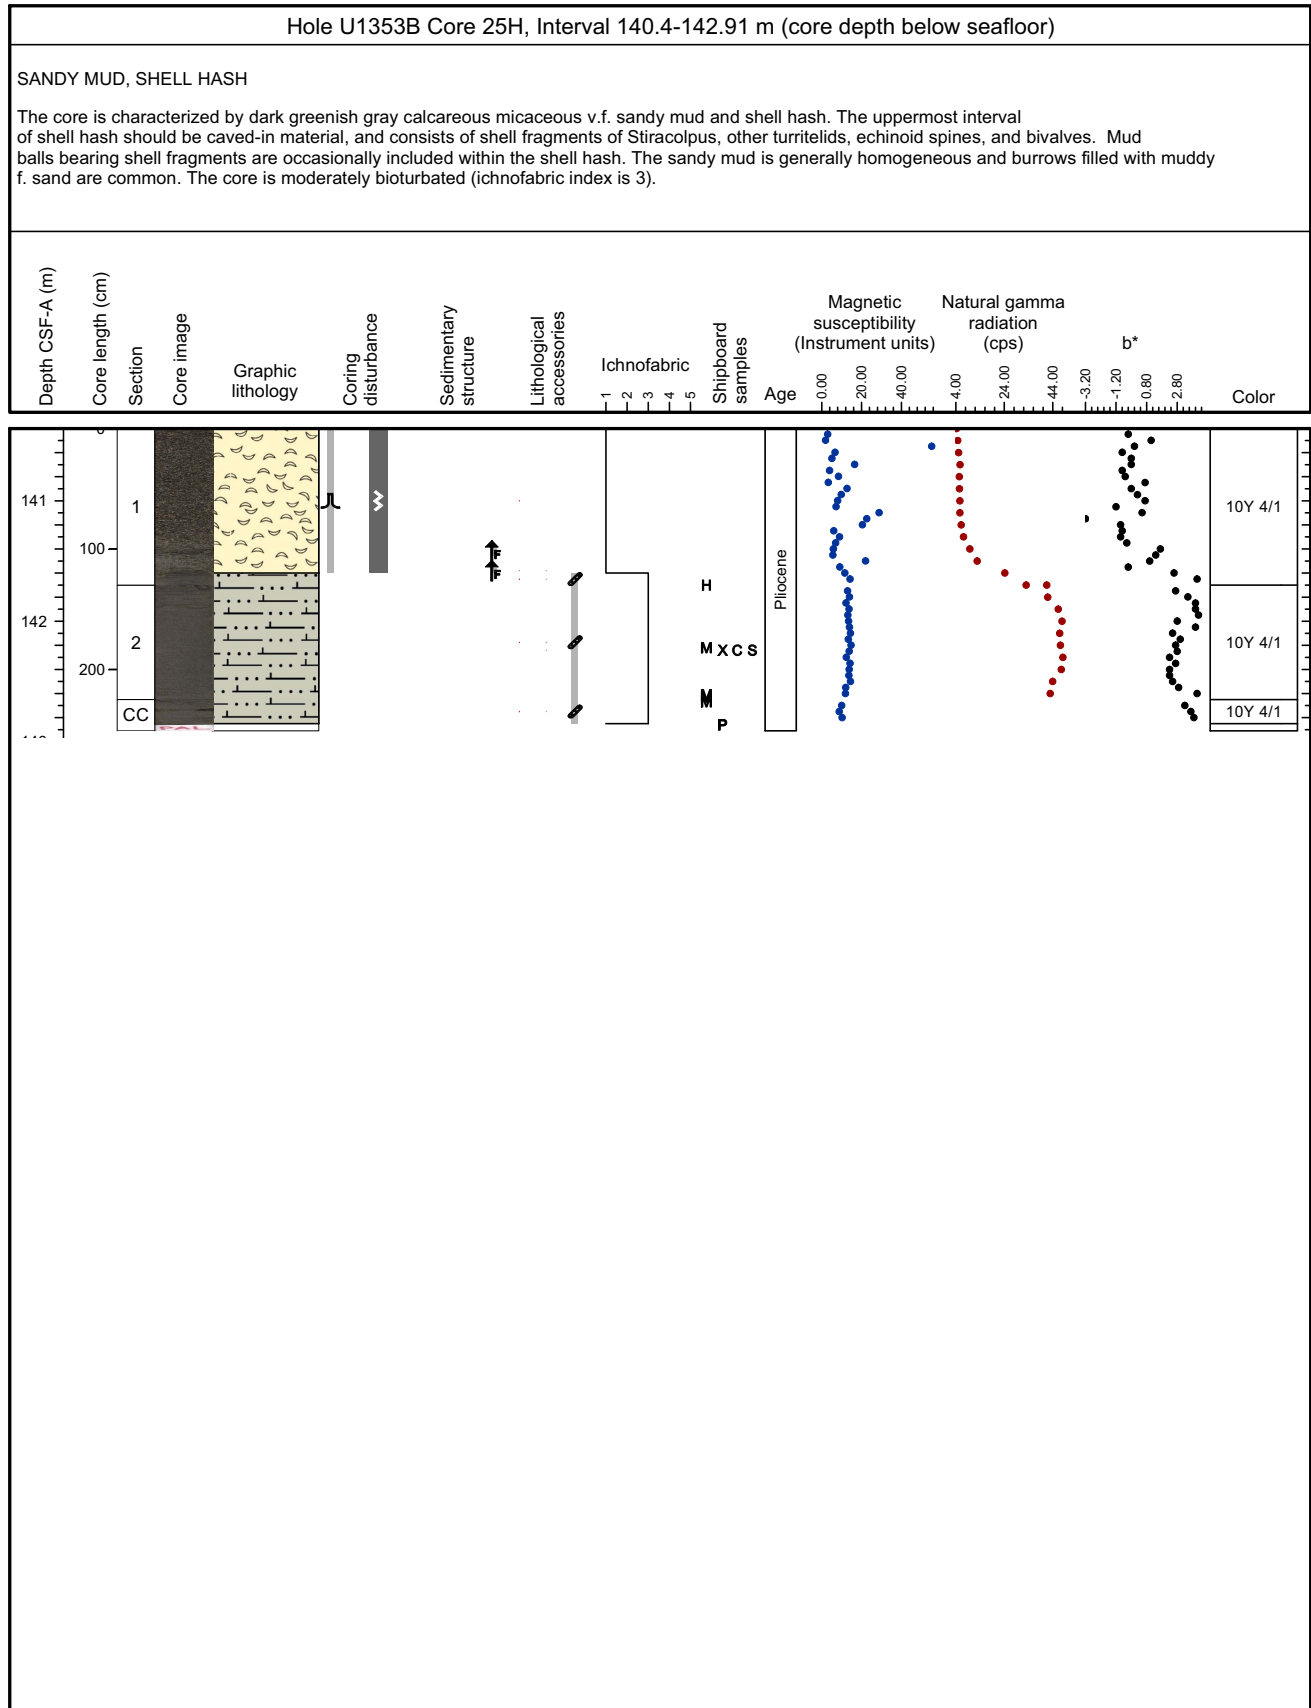 Hole U1353B Core 25H, Interval 140.4-142.91 m (core depth below seafloor)
SANDY MUD, SHELL HASH
The core is characterized by dark greenish gray calcareous micaceous v.f. sandy mud and shell hash. The uppermost interval
of shell hash should be caved-in material, and consists of shell fragments of Stiracolpus, other turritelids, echinoid spines, and bivalves. Mud
balls bearing shell fragments are occasionally included within the shell hash. The sandy mud is generally homogeneous and burrows filled with muddy
f. sand are common. The core is moderately bioturbated (ichnofabric index is 3).
Depth CSF-A (m)
Core length (cm)
Section
Core image
Graphic
lithology
Coring
disturbance
Sedimentary
structure
Lithological
accessories
Ichnofabric
1 2 3 4 5
Shipboard
samples
Age
Magnetic
susceptibility
(Instrument units)
0.00 20.00 40.00
Natural gamma
radiation
(cps)
4.00 24.00 44.00
b*
-3.20 -1.20 0.80 2.80
Color
141
142
100
200
1
2
CC
PAL
F
F
H
M X C S
M
M
P
Pliocene
10Y 4/1
10Y 4/1
10Y 4/1